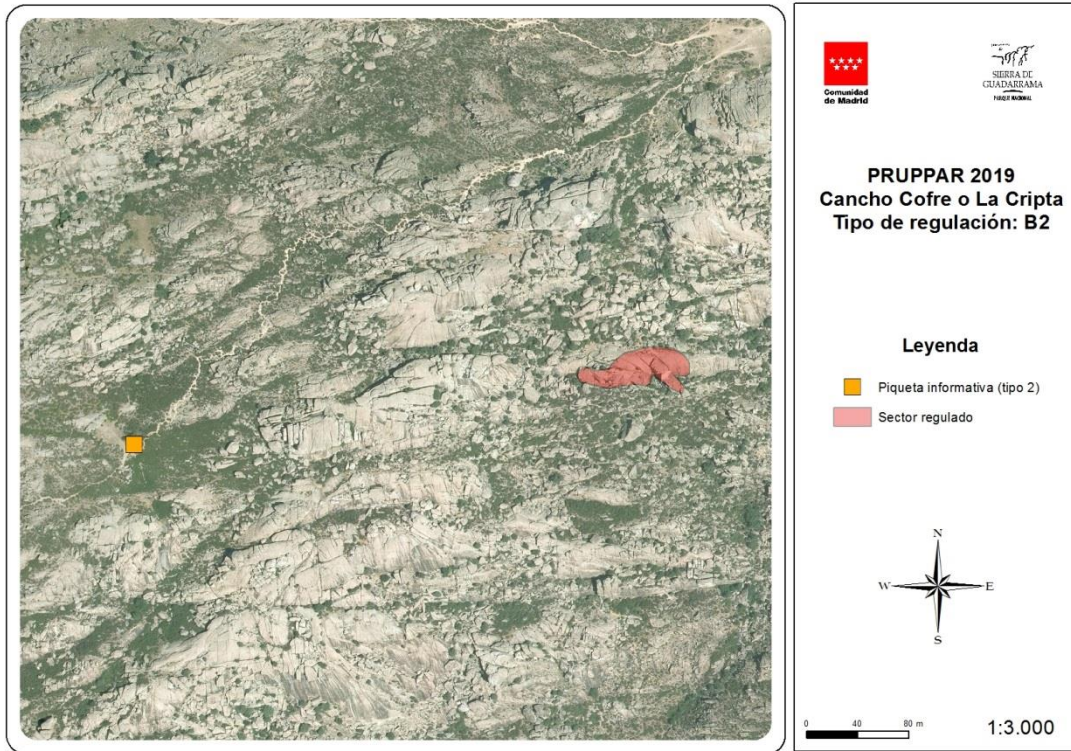 Comunidad
de Madrid
SIERRA DE
GUADARRAMA
PARQUE NACIONAL
PRUPPAR 2019
Cancho Cofre o La Cripta
Tipo de regulación: B2
Leyenda
Piqueta informativa (tipo 2)
Sector regulado
N
W E
S
0 40 80 m
1:3.000